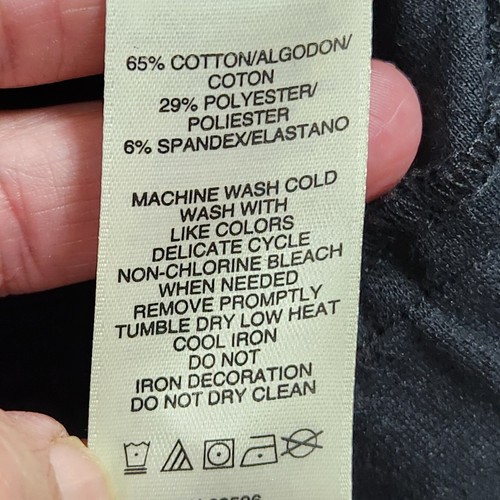 65% COTTON/ALGODON/
COTON
29% POLYESTER/
POLIESTER
6% SPANDEX/ELASTANO
MACHINE WASH COLD
WASH WITH
LIKE COLORS
DELICATE CYCLE
NON-CHLORINE BLEACH
WHEN NEEDED
REMOVE PROMPTLY
TUMBLE DRY LOW HEAT
COOL IRON
DO NOT
IRON DECORATION
DO NOT DRY CLEAN